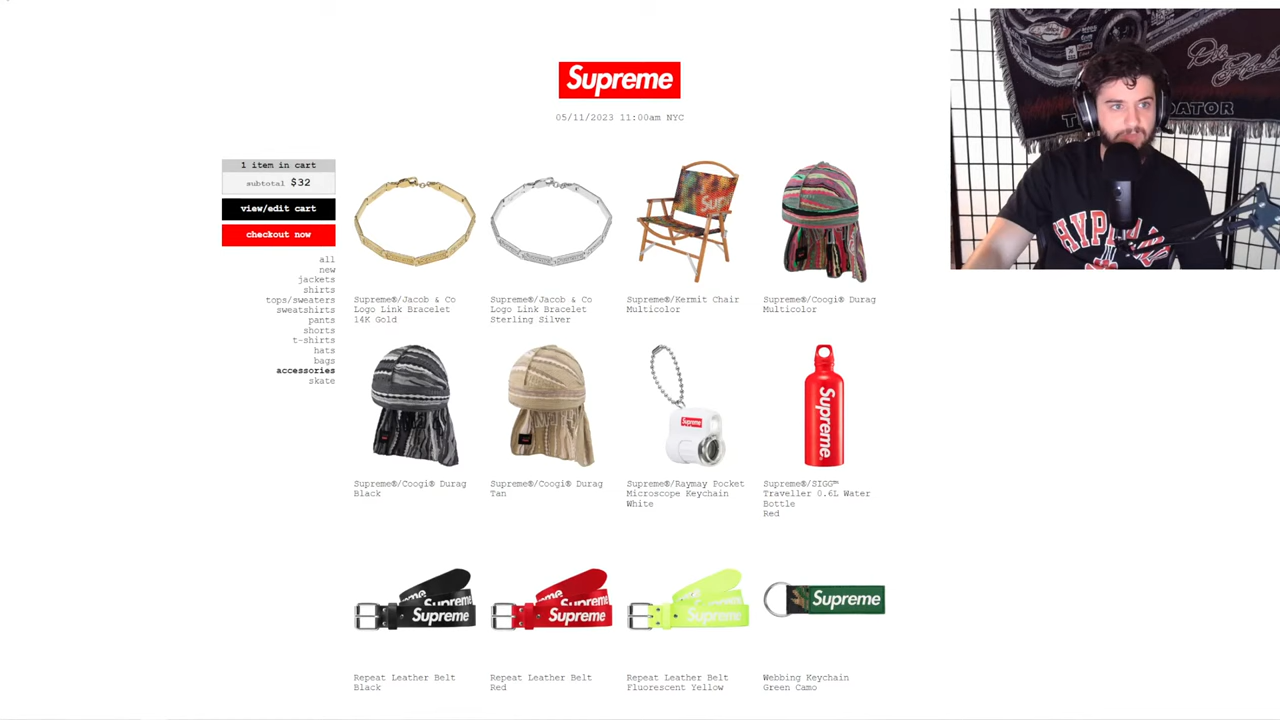 Supreme
05/11/2023 11:00am NYC
1 item in cart
subtotal $32
view/edit cart
checkout now
all
new
jackets
shirts
tops/sweaters
sweatshirts
pants
shorts
t-shirts
hats
bags
accessories
skate
Supreme®/Jacob & Co
Logo Link Bracelet
14K Gold
Supreme®/Jacob & Co
Logo Link Bracelet
Sterling Silver
Supreme®/Kermit Chair
Multicolor
Supreme®/Coogi® Durag
Multicolor
Supreme
Supreme
Supreme®/Coogi® Durag
Black
Supreme®/Coogi® Durag
Tan
Supreme®/Raymay Pocket
Microscope Keychain
White
Supreme®/SIGG™
Traveller 0.6L Water
Bottle
Red
Supreme
Supreme
Supreme
Supreme
Repeat Leather Belt
Black
Repeat Leather Belt
Red
Repeat Leather Belt
Fluorescent Yellow
Webbing Keychain
Green Camo